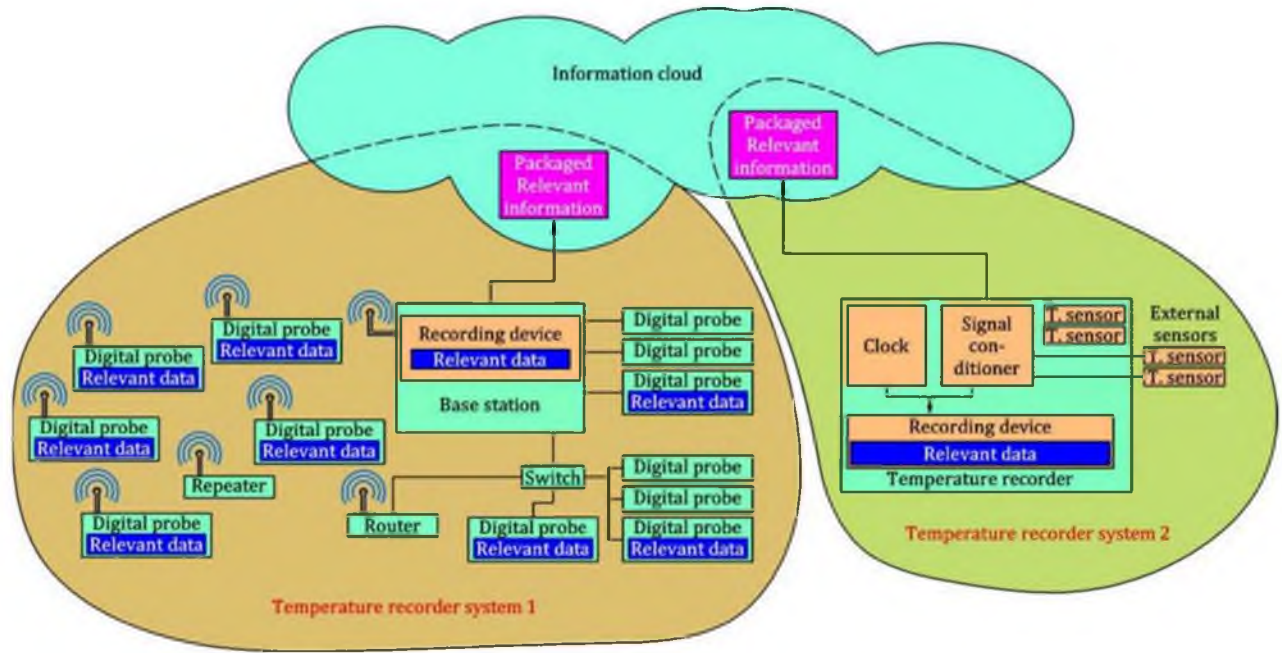 Information cloud
Packaged
Relevant
information
Packaged
Relevant
information
Digital probe
Relevant data
Digital probe
Relevant data
Digital probe
Relevant data
Digital probe
Relevant data
Repeater
Digital probe
Relevant data
Recording device
Relevant data
Base station
Digital probe
Digital probe
Digital probe
Relevant data
Switch
Router
Digital probe
Relevant data
Digital probe
Digital probe
Digital probe
Relevant data
Temperature recorder system 1
Clock
Signal
con-
ditioner
T. sensor
T. sensor
External
sensors
T. sensor
T. sensor
Recording device
Relevant data
Temperature recorder
Temperature recorder system 2